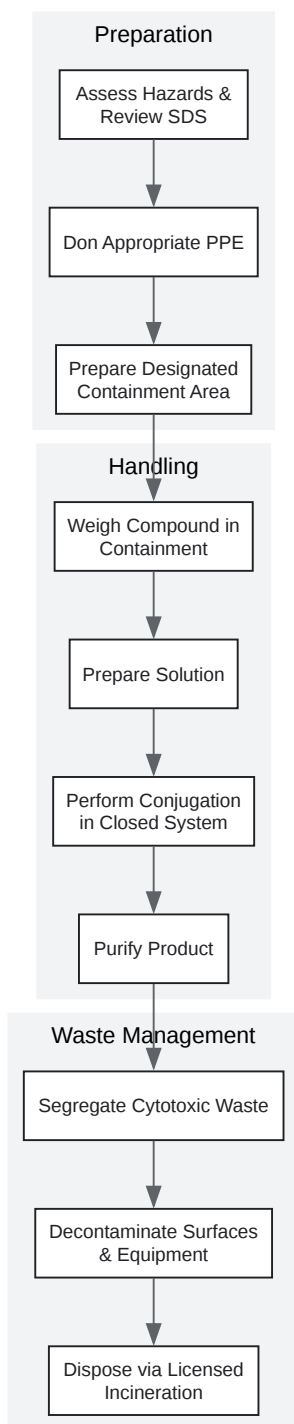 Preparation
Assess Hazards &
Review SDS
Don Appropriate PPE
Prepare Designated
Containment Area
Handling
Weigh Compound in
Containment
Prepare Solution
Perform Conjugation
in Closed System
Purify Product
Waste Management
Segregate Cytotoxic Waste
Decontaminate Surfaces
& Equipment
Dispose via Licensed
Incineration